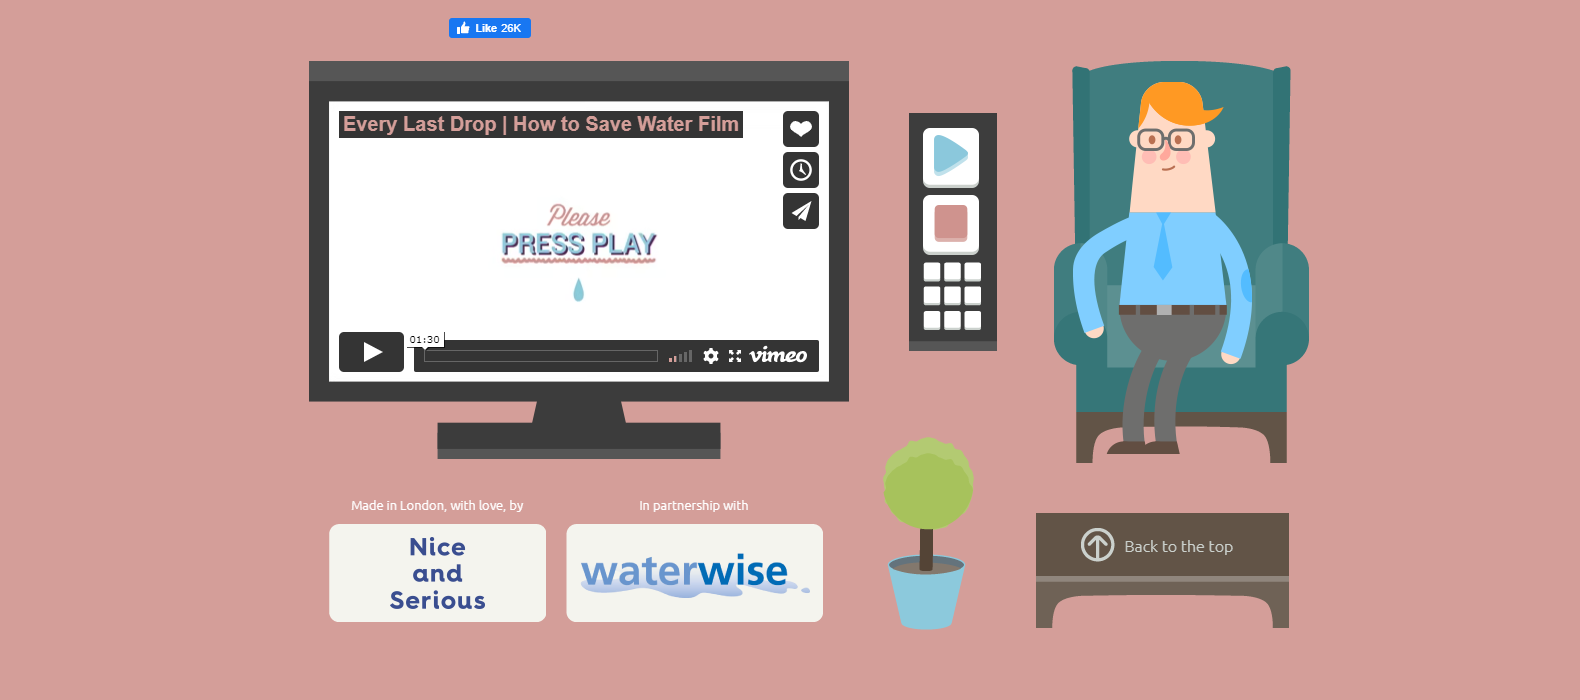 Like 26K
Every Last Drop | How to Save Water Film
Please
PRESS PLAY
01:30
vimeo
Made in London, with love, by
Nice
and
Serious
In partnership with
waterwise
Back to the top